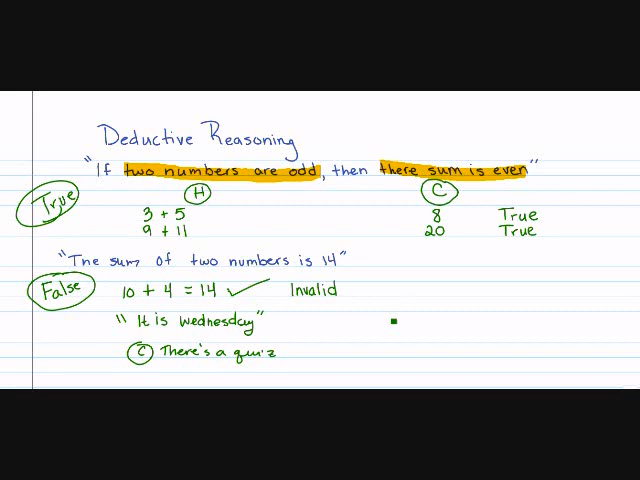 Deductive Reasoning
"If two numbers are odd, then there sum is even"
H C
True 3 + 5 8 True
9 + 11 20 True
"The sum of two numbers is 14"
False 10 + 4 = 14 ✓ Invalid
"It is wednesday"
C There's a quiz